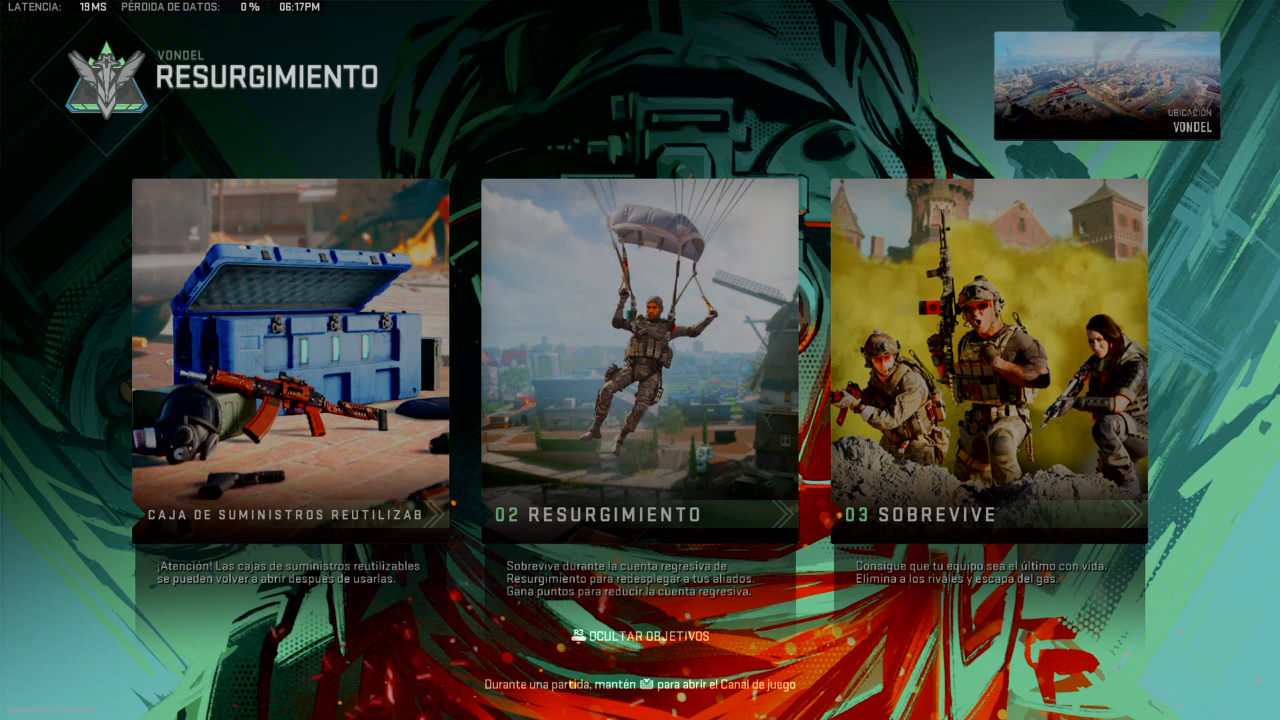 LATENCIA: 19 MS PÉRDIDA DE DATOS: 0 % 06:17PM
VONDEL
RESURGIMIENTO
UBICACIÓN
VONDEL
CAJA DE SUMINISTROS REUTILIZAB
02 RESURGIMIENTO
03 SOBREVIVE
¡Atención! Las cajas de suministros reutilizables
se pueden volver a abrir después de usarlas.
Sobrevive durante la cuenta regresiva de
Resurgimiento para redesplegar a tus aliados.
Gana puntos para reducir la cuenta regresiva.
Consigue que tu equipo sea el último con vida.
Elimina a los rivales y escapa del gas.
R3 OCULTAR OBJETIVOS
Durante una partida, mantén para abrir el Canal de juego